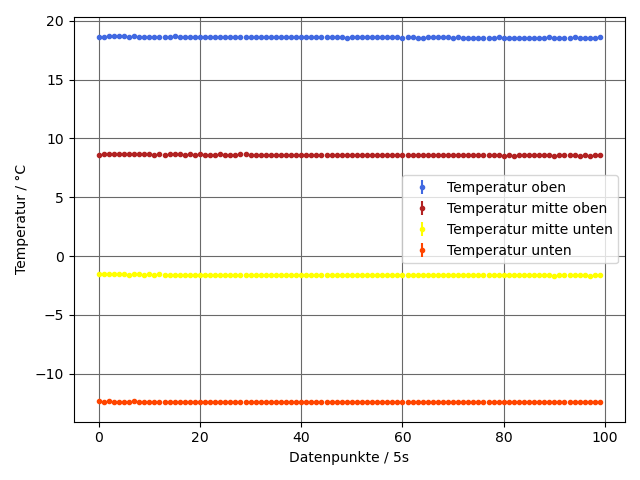 20
15
10
5
0
−5
−10
Temperatur / °C
Temperatur oben
Temperatur mitte oben
Temperatur mitte unten
Temperatur unten
0
20
40
60
80
100
Datenpunkte / 5s